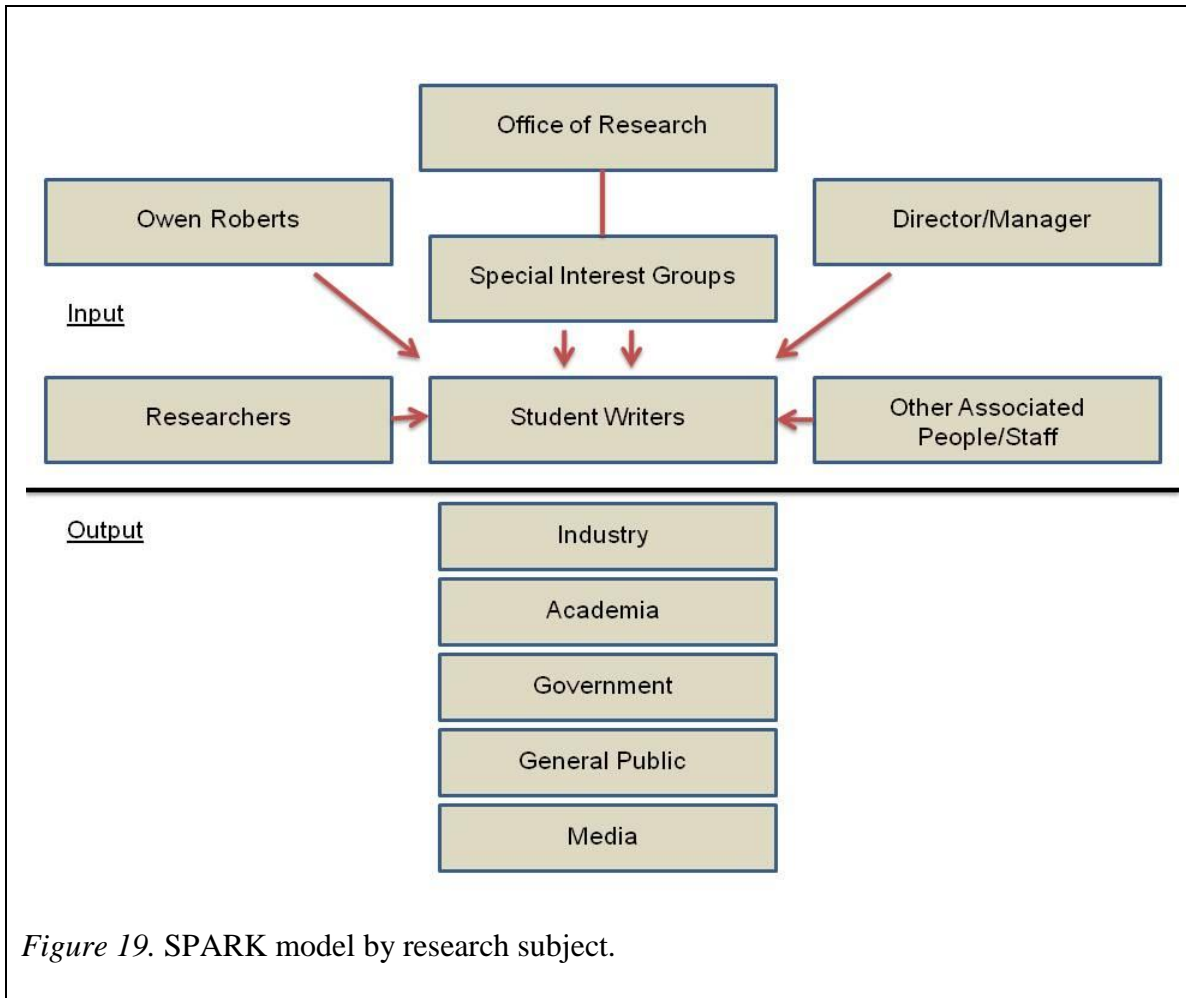 Office of Research
Owen Roberts
Director/Manager
Special Interest Groups
Input
Researchers
Student Writers
Other Associated
People/Staff
Output
Industry
Academia
Government
General Public
Media
Figure 19. SPARK model by research subject.